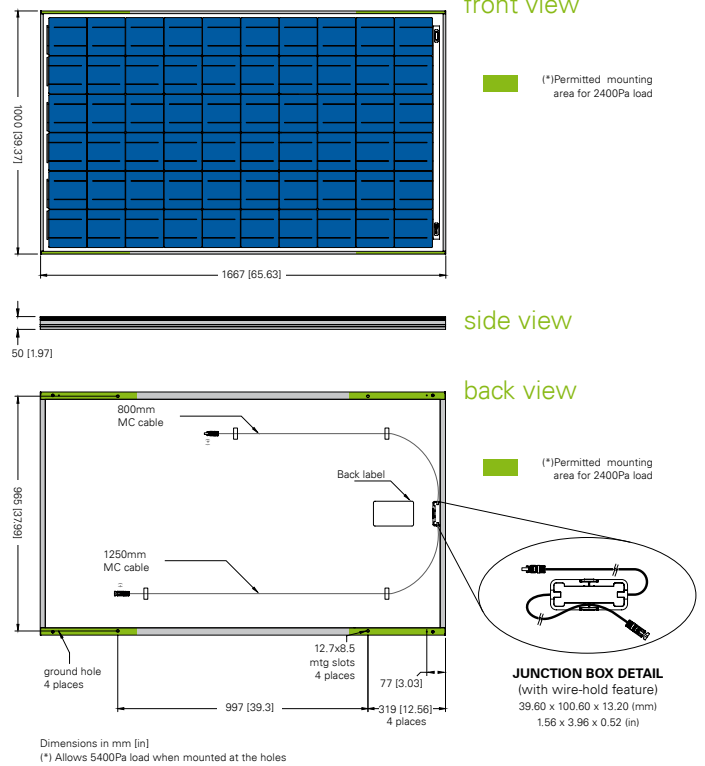 front view
(*)Permitted mounting
area for 2400Pa load
1000 [39.37]
1667 [65.63]
side view
50 [1.97]
back view
800mm
MC cable
(*)Permitted mounting
area for 2400Pa load
Back label
965 [37.99]
1250mm
MC cable
12.7x8.5
mtg slots
4 places
ground hole
4 places
77 [3.03]
997 [39.3]
319 [12.56]
4 places
JUNCTION BOX DETAIL
(with wire-hold feature)
39.60 x 100.60 x 13.20 (mm)
1.56 x 3.96 x 0.52 (in)
Dimensions in mm [in]
(*) Allows 5400Pa load when mounted at the holes